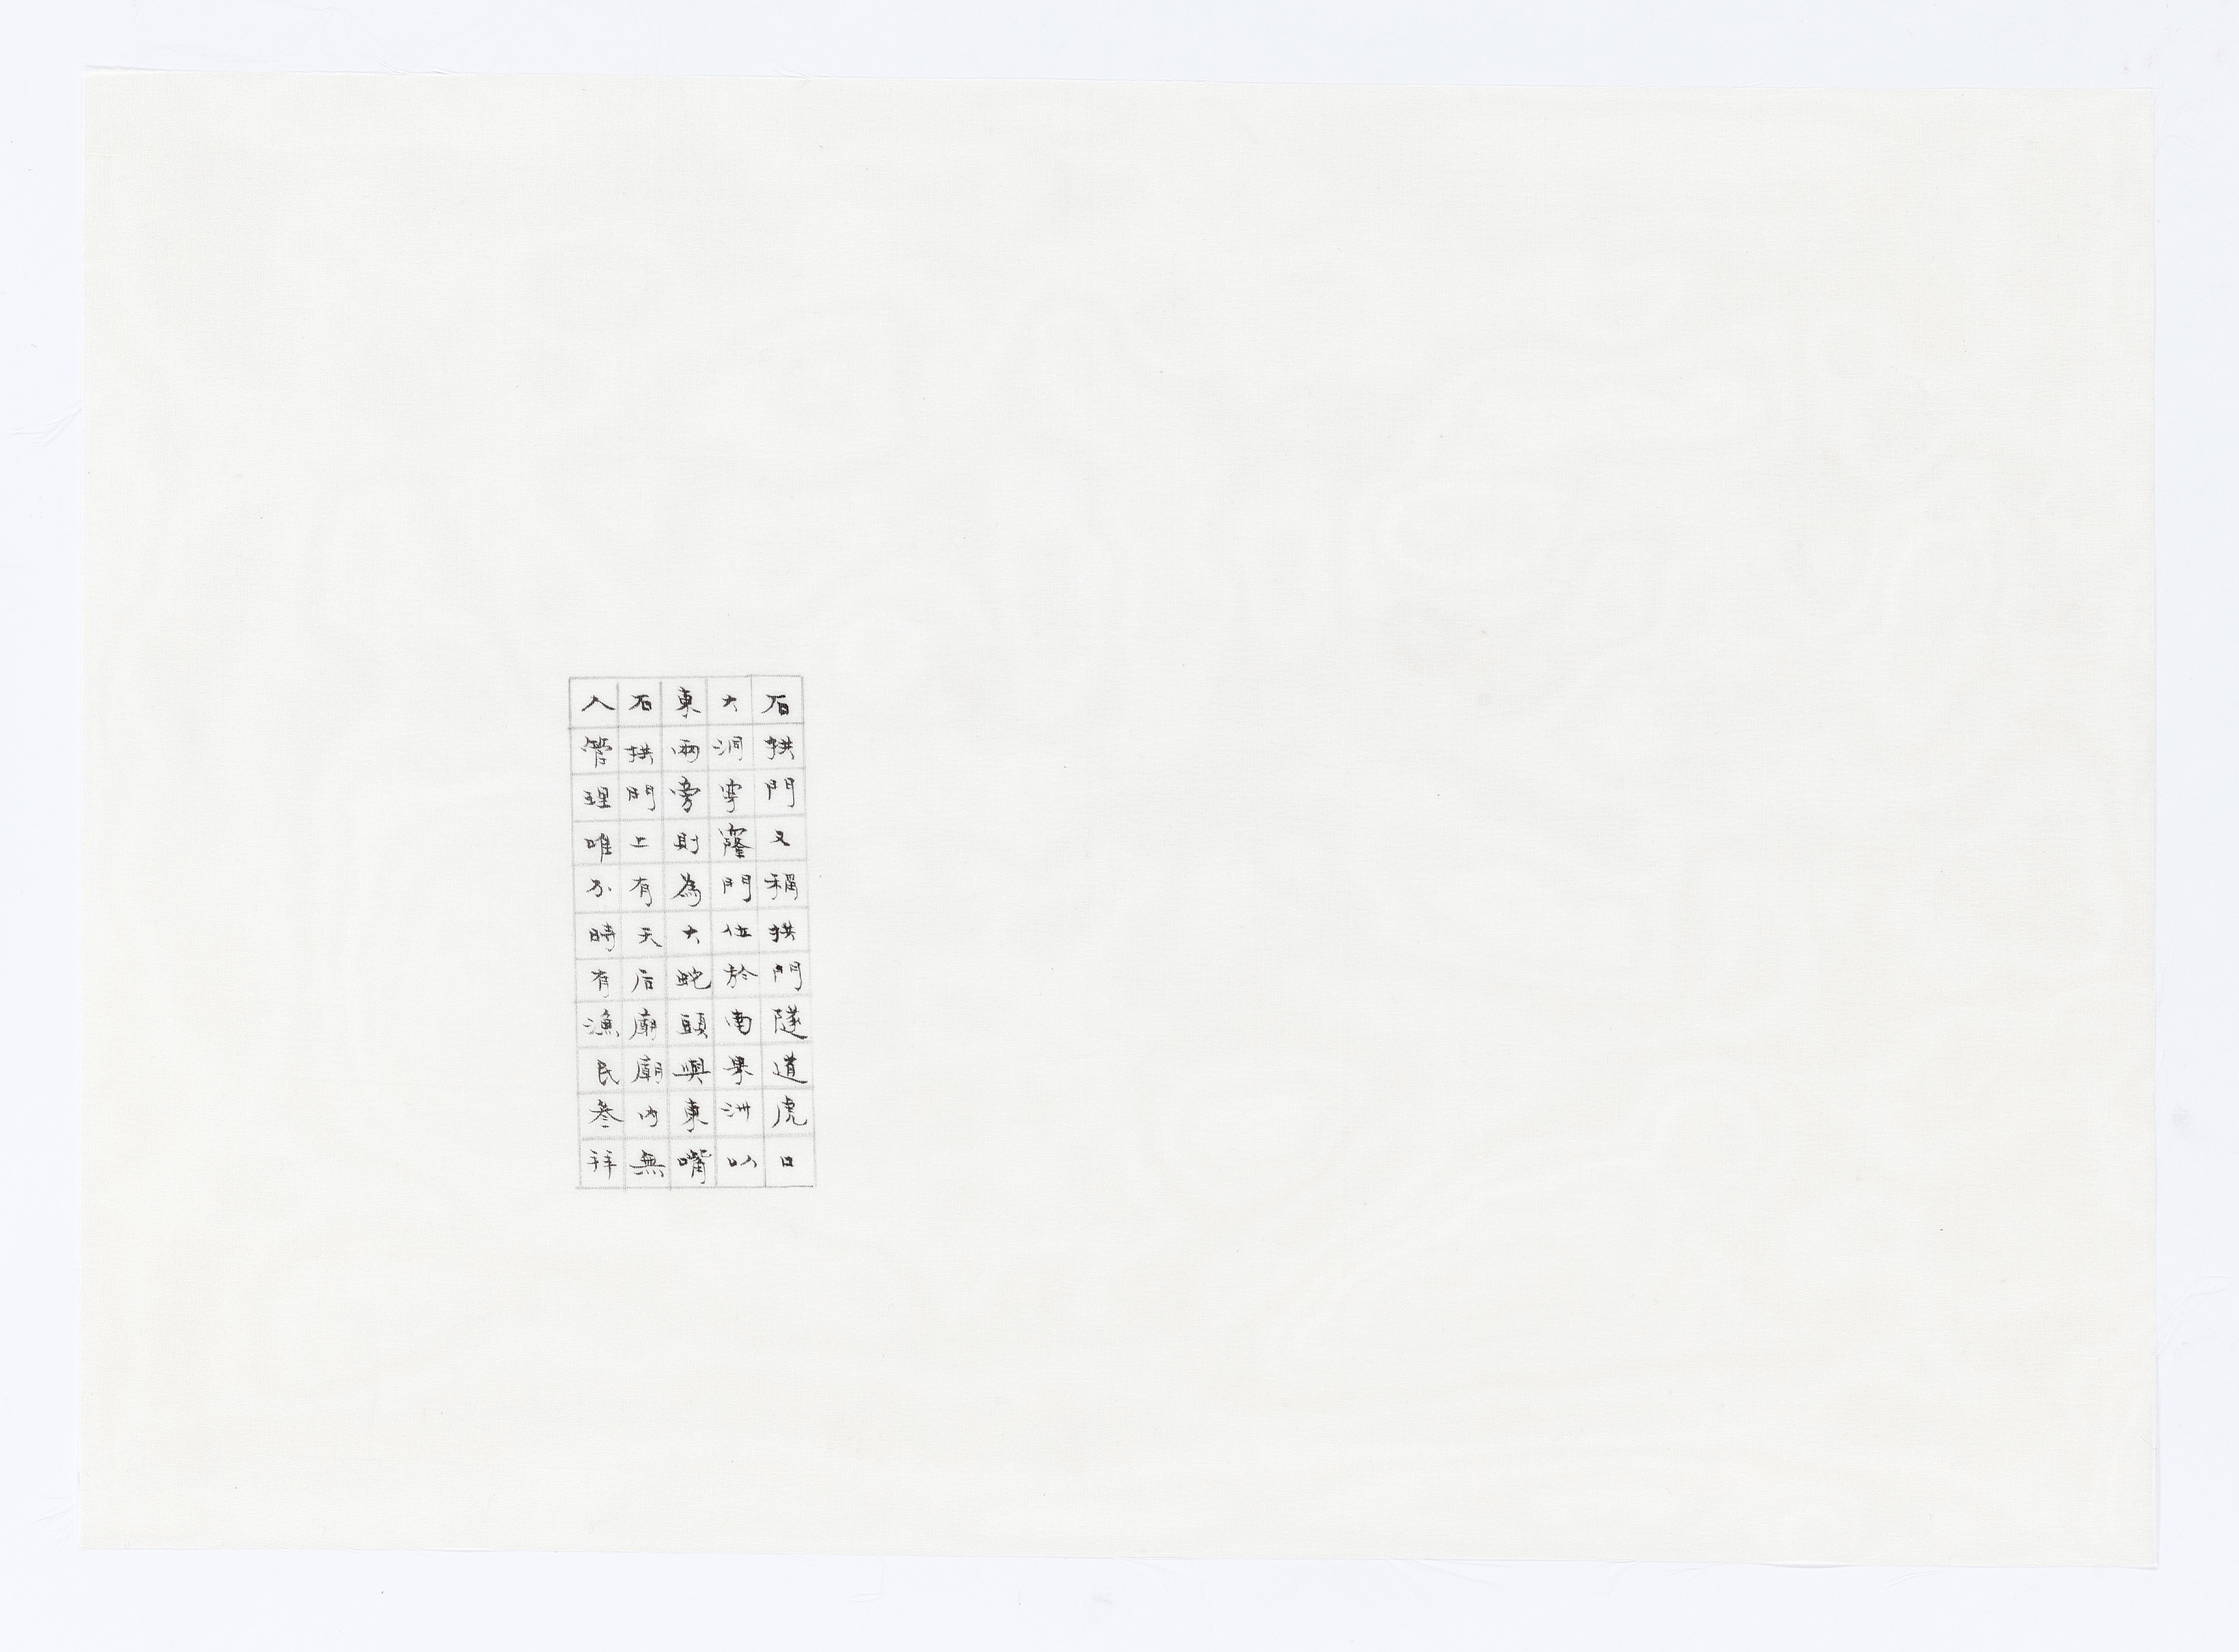 石拱門又稱拱門隧道虎口
大洞穿窿門位於南果洲以
東兩旁則為大蛇頭與東嘴
石拱門上有天后廟廟內無
人管理唯不時有漁民參拜